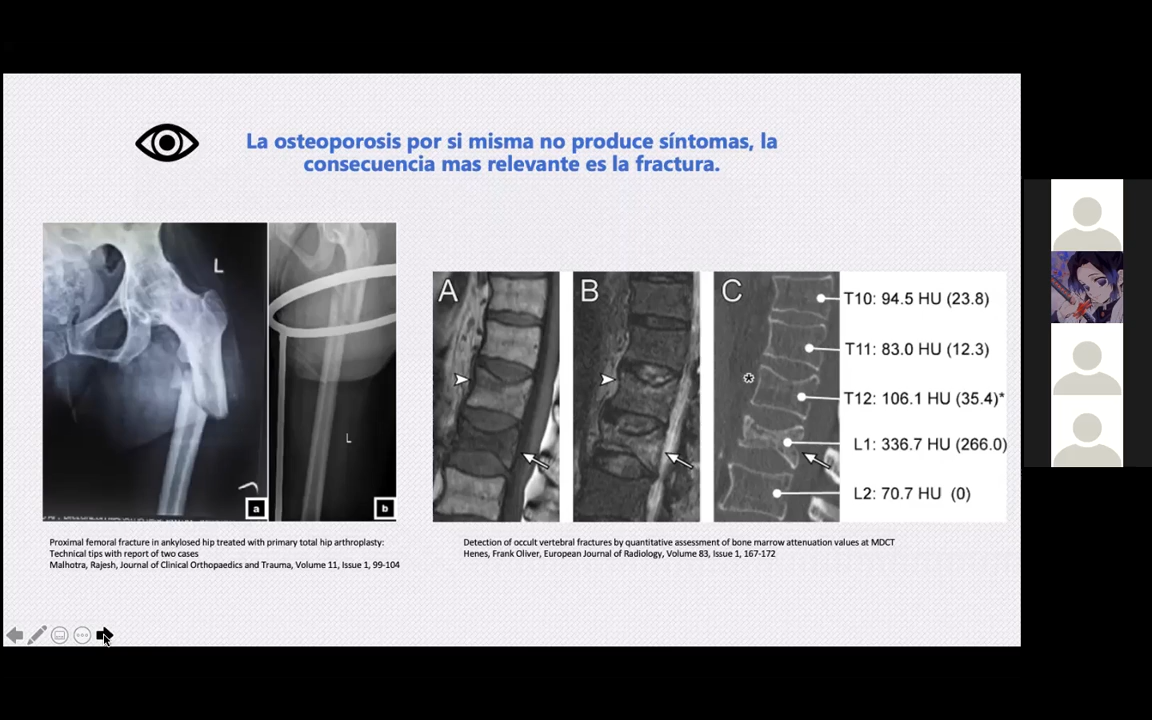 La osteoporosis por si misma no produce síntomas, la
consecuencia mas relevante es la fractura.
L
a
L
b
A
B
C
T10: 94.5 HU (23.8)
T11: 83.0 HU (12.3)
*
T12: 106.1 HU (35.4)*
L1: 336.7 HU (266.0)
L2: 70.7 HU (0)
Proximal femoral fracture in ankylosed hip treated with primary total hip arthroplasty:
Technical tips with report of two cases
Malhotra, Rajesh, Journal of Clinical Orthopaedics and Trauma, Volume 11, Issue 1, 99-104
Detection of occult vertebral fractures by quantitative assessment of bone marrow attenuation values at MDCT
Henes, Frank Oliver, European Journal of Radiology, Volume 83, Issue 1, 167-172